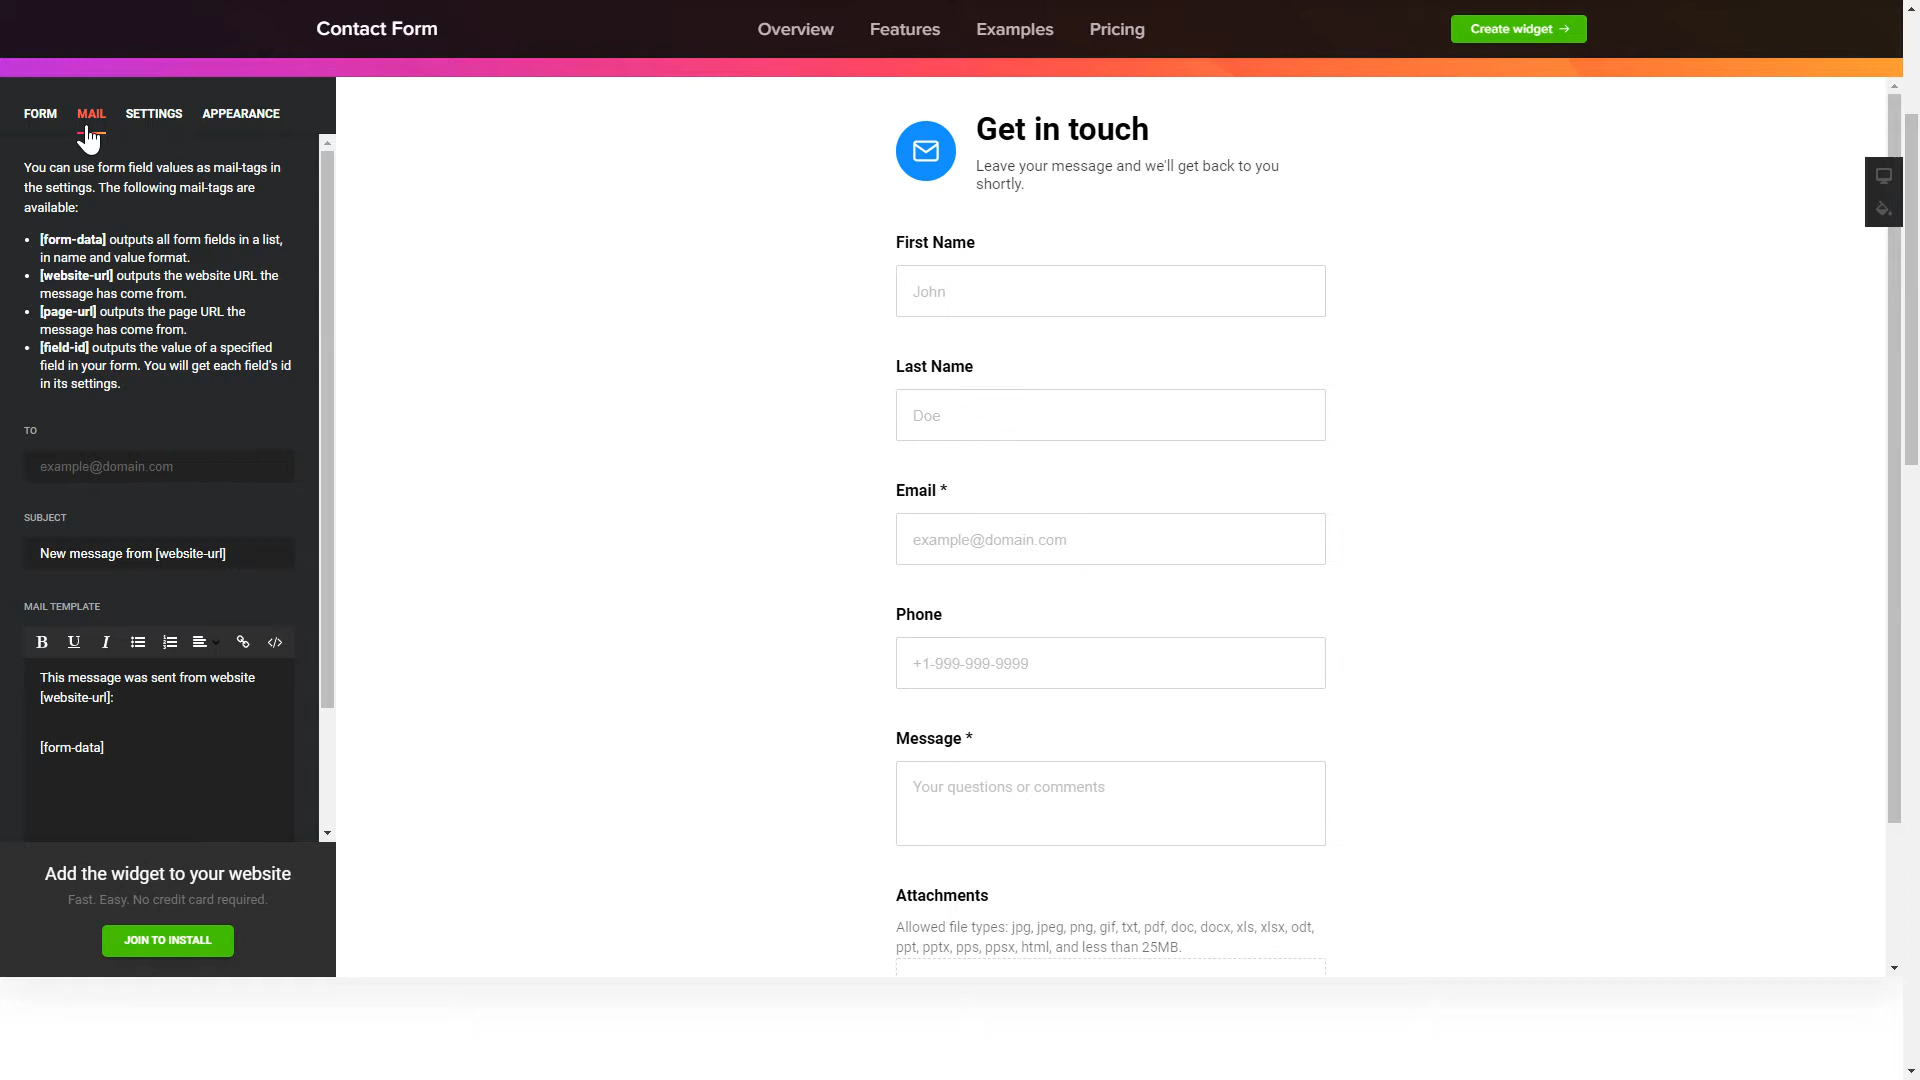 Contact Form
Overview
Features
Examples
Pricing
Create widget →
FORM
MAIL
SETTINGS
APPEARANCE
You can use form field values as mail-tags in
the settings. The following mail-tags are
available:
• [form-data] outputs all form fields in a list,
in name and value format.
• [website-url] outputs the website URL the
message has come from.
• [page-url] outputs the page URL the
message has come from.
• [field-id] outputs the value of a specified
field in your form. You will get each field's id
in its settings.
TO
example@domain.com
SUBJECT
New message from [website-url]
MAIL TEMPLATE
B U I </>
This message was sent from website
[website-url]:
[form-data]
Add the widget to your website
Fast. Easy. No credit card required.
JOIN TO INSTALL
Get in touch
Leave your message and we'll get back to you
shortly.
First Name
John
Last Name
Doe
Email *
example@domain.com
Phone
+1-999-999-9999
Message *
Your questions or comments
Attachments
Allowed file types: jpg, jpeg, png, gif, txt, pdf, doc, docx, xls, xlsx, odt,
ppt, pptx, pps, ppsx, html, and less than 25MB.